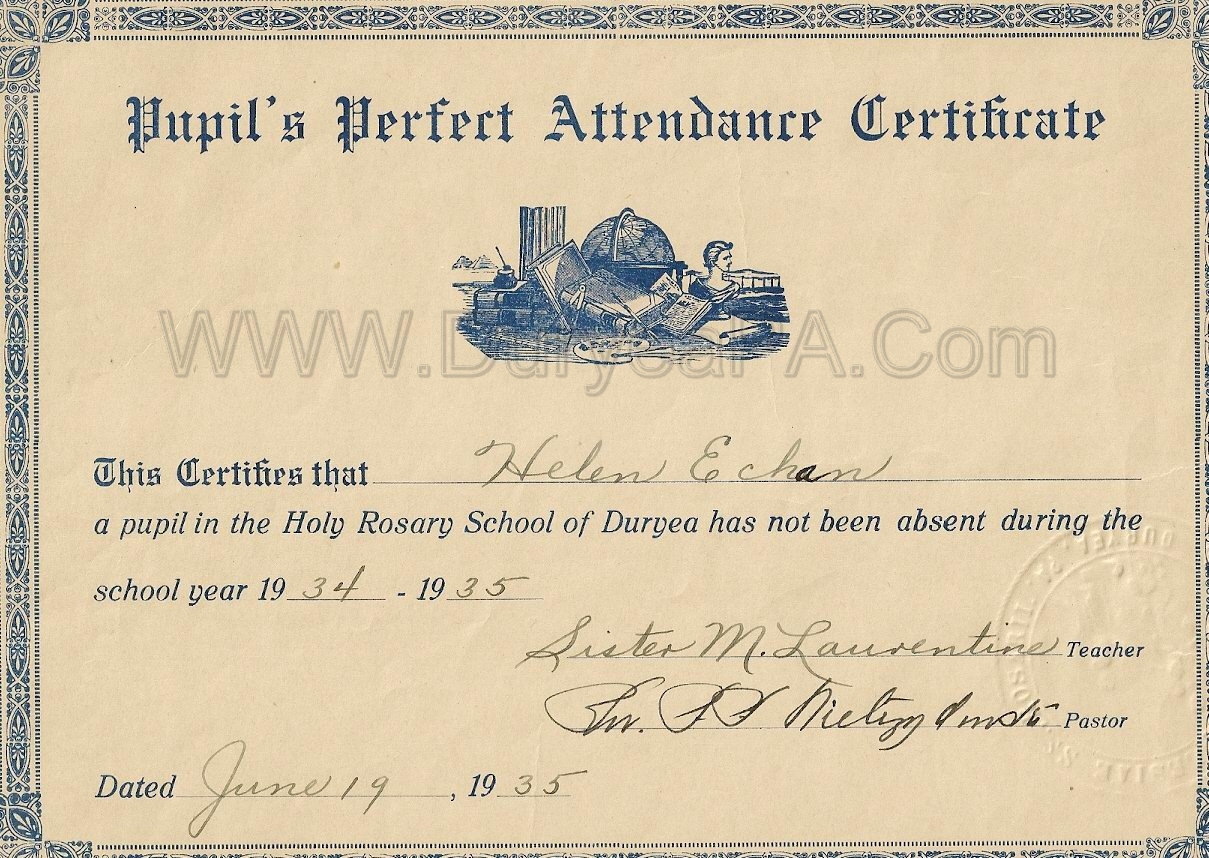 Pupil's Perfect Attendance Certificate
WWW.DuryeaPA.Com
This Certifies that Helen Echan
a pupil in the Holy Rosary School of Duryea has not been absent during the
school year 1934 - 1935
Sister M. Laurentine Teacher
Pastor
Dated June 19, 1935